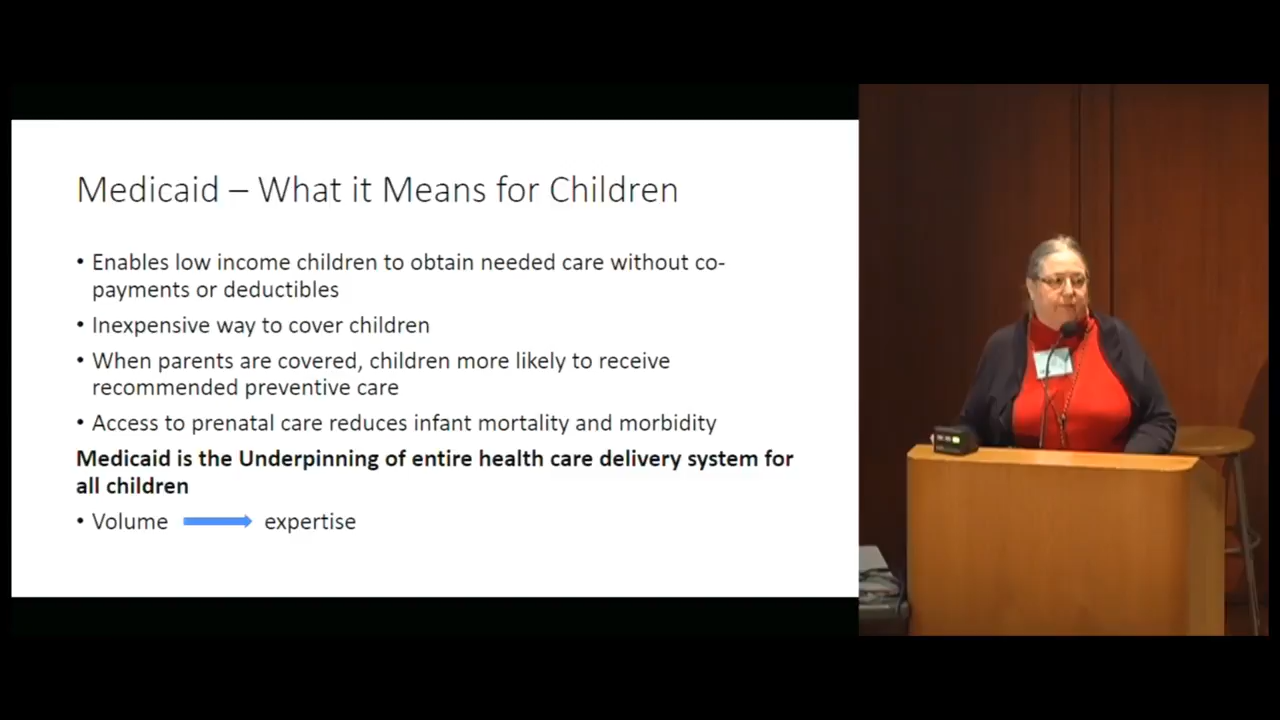 Medicaid – What it Means for Children
• Enables low income children to obtain needed care without co-
payments or deductibles
• Inexpensive way to cover children
• When parents are covered, children more likely to receive
recommended preventive care
• Access to prenatal care reduces infant mortality and morbidity
Medicaid is the Underpinning of entire health care delivery system for
all children
• Volume → expertise